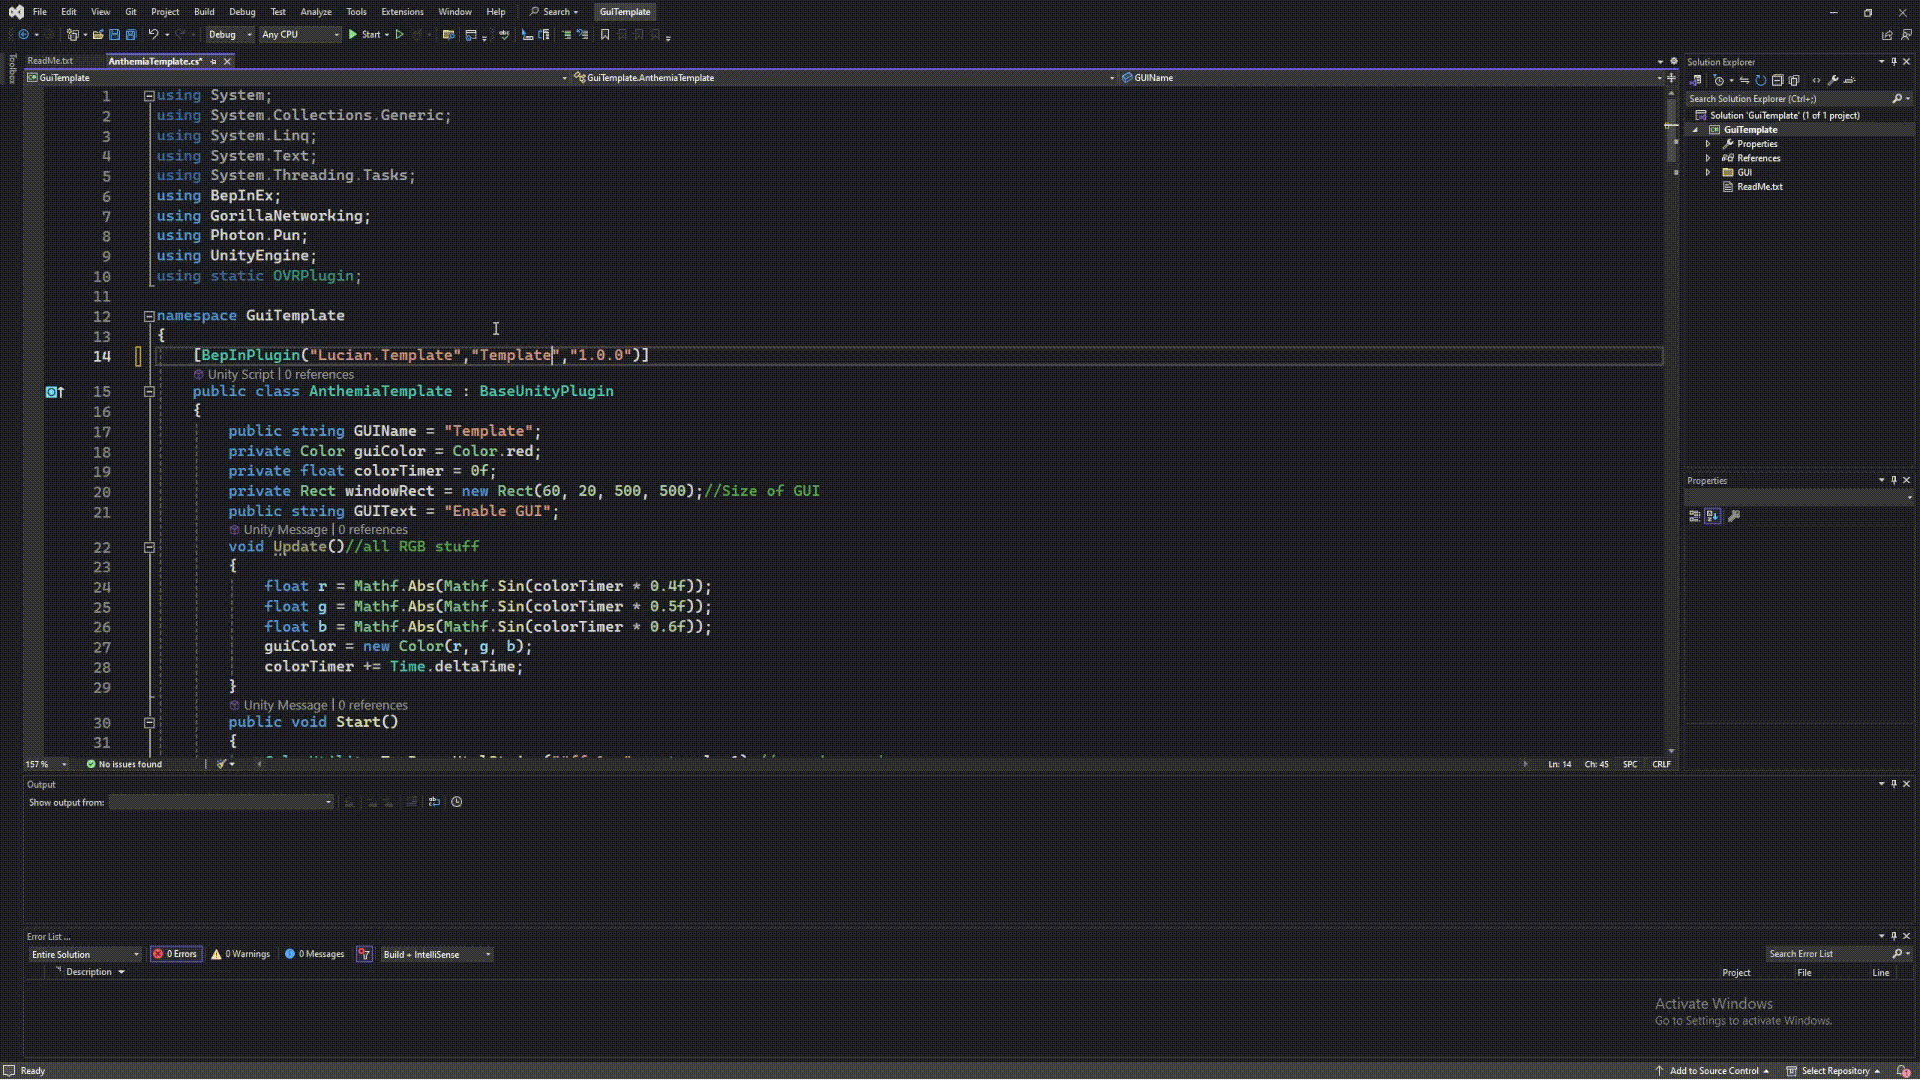 File Edit View Git Project Build Debug Test Analyze Tools Extensions Window Help Search GuiTemplate
Debug Any CPU Start
Toolbox
ReadMe.txt AnthemiaTemplate.cs*
GuiTemplate GuiTemplate.AnthemiaTemplate GUIName
1 using System;
2 using System.Collections.Generic;
3 using System.Linq;
4 using System.Text;
5 using System.Threading.Tasks;
6 using BepInEx;
7 using GorillaNetworking;
8 using Photon.Pun;
9 using UnityEngine;
10 using static OVRPlugin;
11
12 namespace GuiTemplate
13 {
14 [BepInPlugin("Lucian.Template","Template","1.0.0")]
Unity Script | 0 references
15 public class AnthemiaTemplate : BaseUnityPlugin
16 {
17 public string GUIName = "Template";
18 private Color guiColor = Color.red;
19 private float colorTimer = 0f;
20 private Rect windowRect = new Rect(60, 20, 500, 500);//Size of GUI
21 public string GUIText = "Enable GUI";
Unity Message | 0 references
22 void Update()//all RGB stuff
23 {
24 float r = Mathf.Abs(Mathf.Sin(colorTimer * 0.4f));
25 float g = Mathf.Abs(Mathf.Sin(colorTimer * 0.5f));
26 float b = Mathf.Abs(Mathf.Sin(colorTimer * 0.6f));
27 guiColor = new Color(r, g, b);
28 colorTimer += Time.deltaTime;
29 }
Unity Message | 0 references
30 public void Start()
31 {
157 % No issues found Ln: 14 Ch: 45 SPC CRLF
Solution Explorer
Search Solution Explorer (Ctrl+;)
Solution 'GuiTemplate' (1 of 1 project)
GuiTemplate
Properties
References
GUI
ReadMe.txt
Properties
Output
Show output from:
Error List ...
Entire Solution 0 Errors 0 Warnings 0 Messages Build + IntelliSense Search Error List
Description Project File Line
Activate Windows
Go to Settings to activate Windows.
Ready Add to Source Control Select Repository